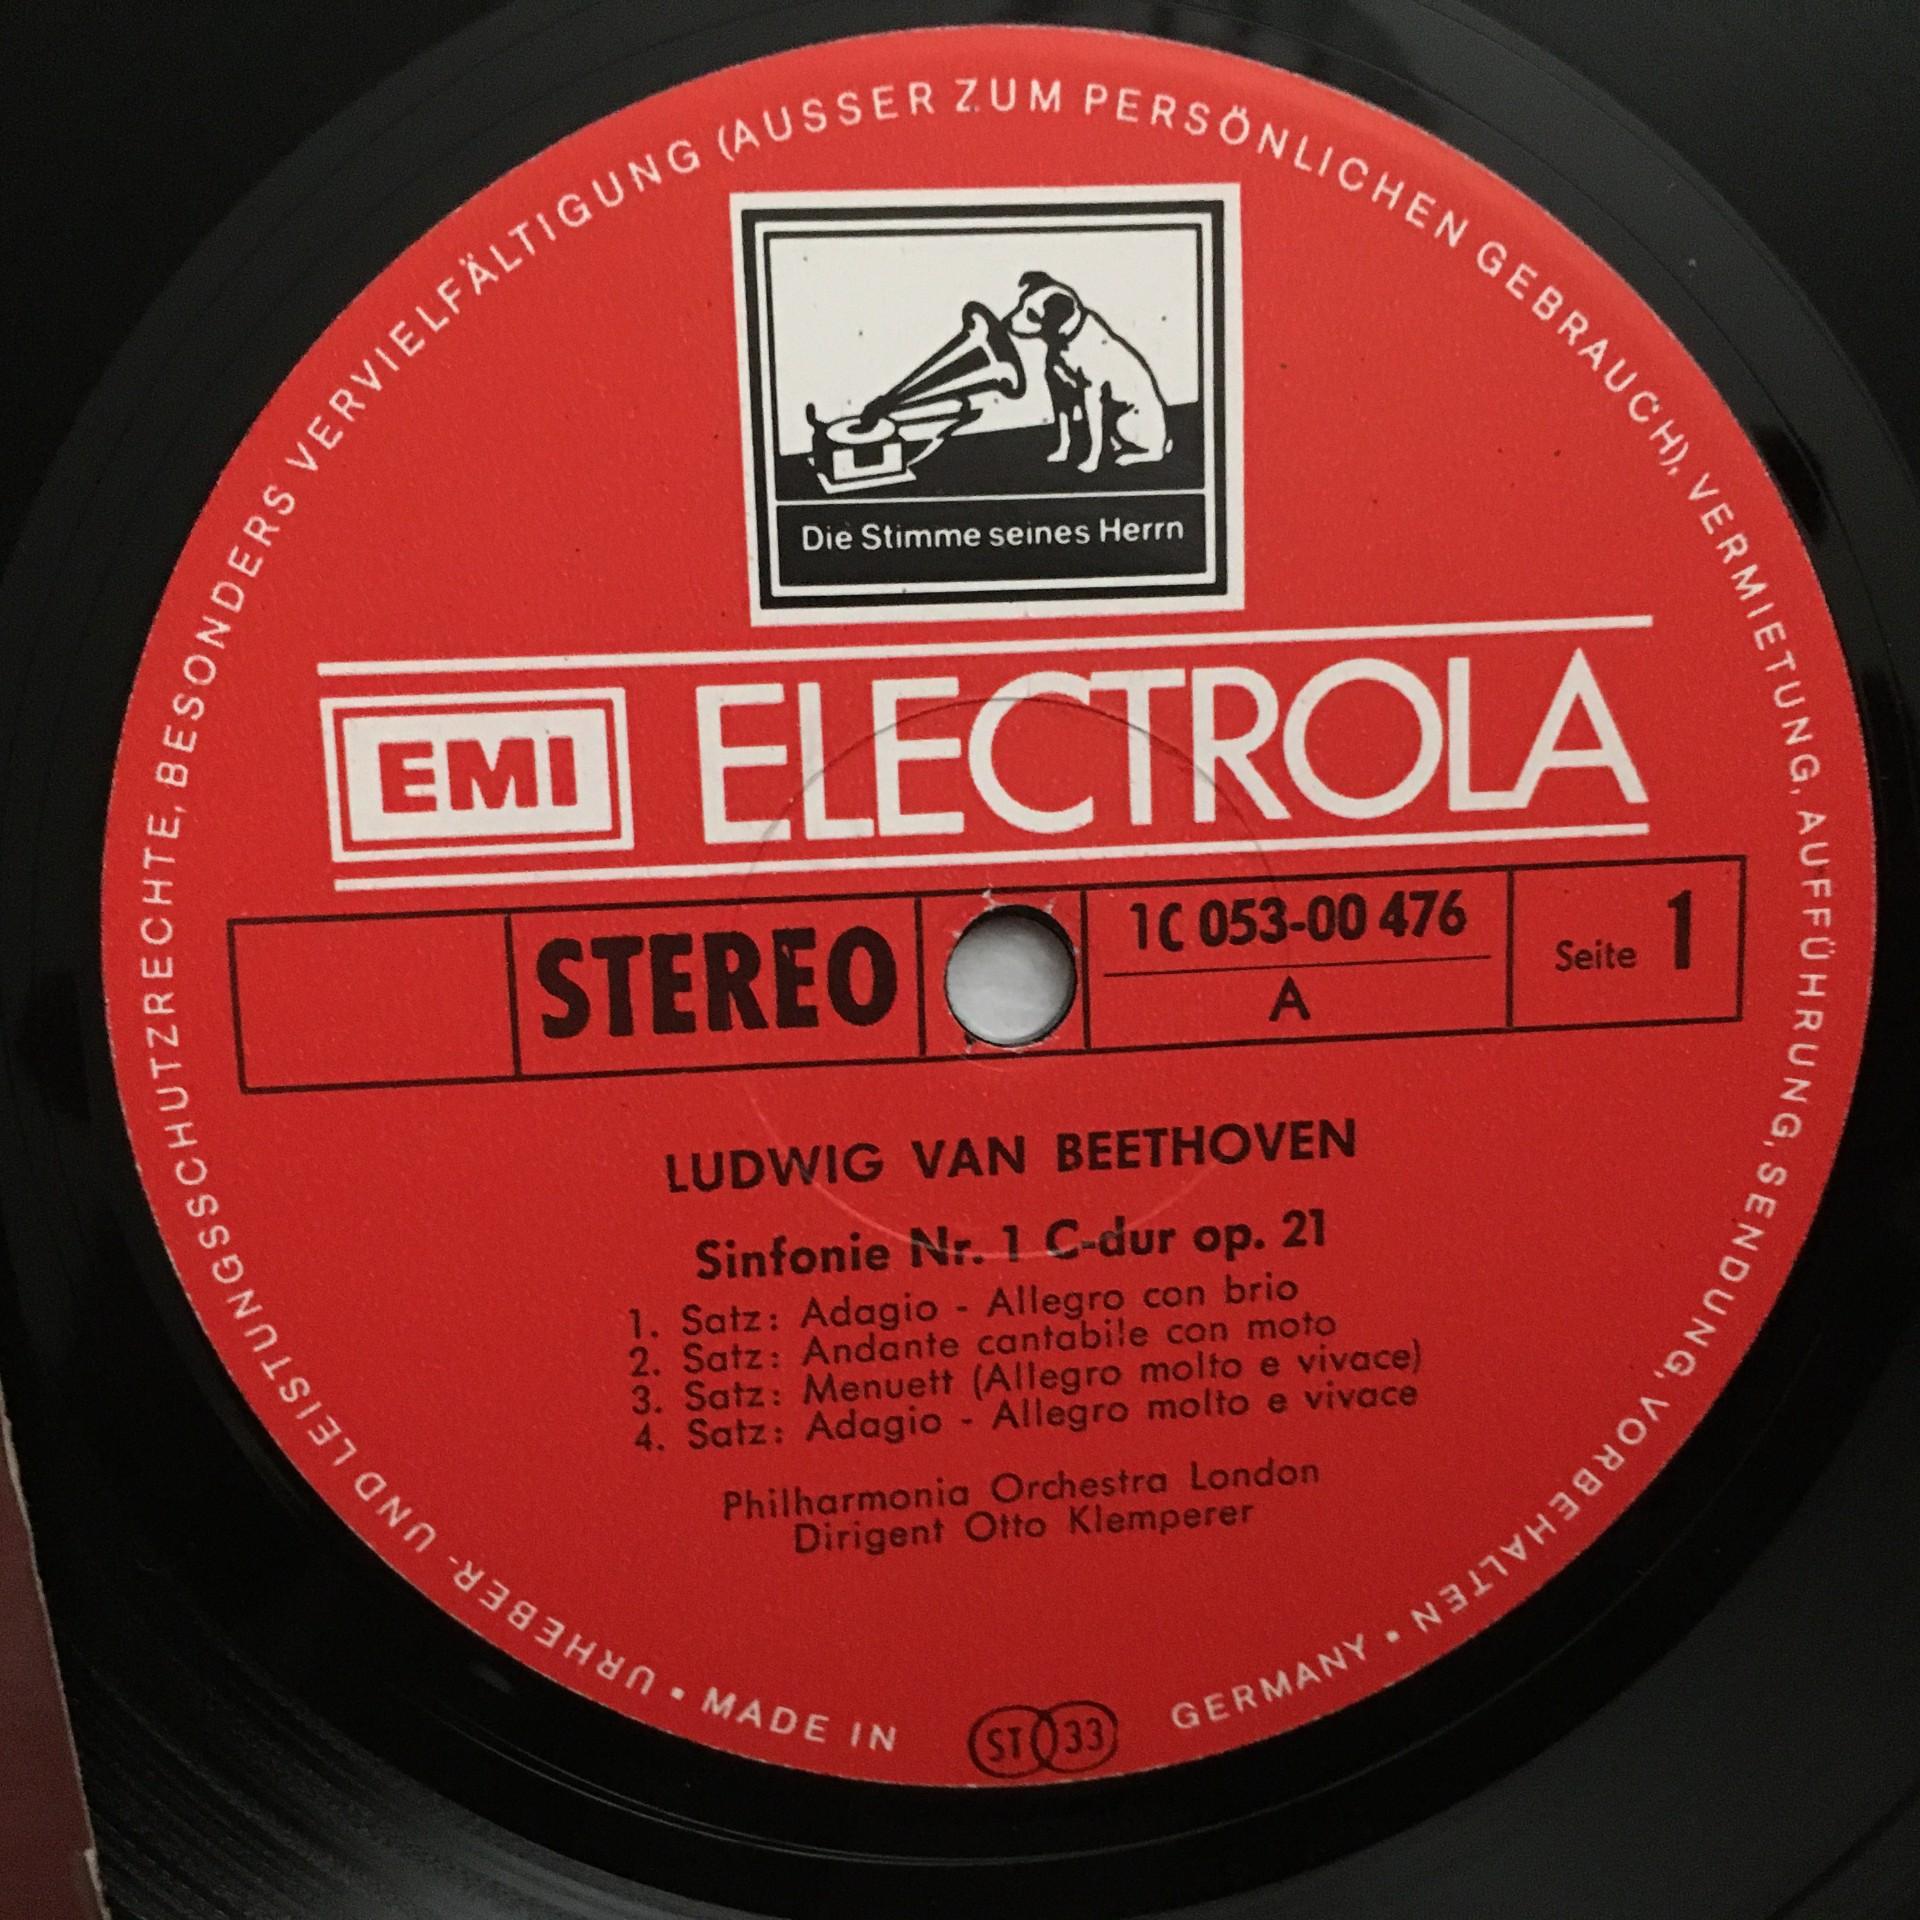 URHEBER- UND LEISTUNGSSCHUTZRECHTE, BESONDERS VERVIELFÄLTIGUNG (AUSSER ZUM PERSÖNLICHEN GEBRAUCH), VERMIETUNG, AUFFÜHRUNG, SENDUNG, VORBEHALTEN •
Die Stimme seines Herrn
EMI ELECTROLA
STEREO
1C 053-00 476
A
Seite 1
LUDWIG VAN BEETHOVEN
Sinfonie Nr. 1 C-dur op. 21
1. Satz: Adagio - Allegro con brio
2. Satz: Andante cantabile con moto
3. Satz: Menuett (Allegro molto e vivace)
4. Satz: Adagio - Allegro molto e vivace
Philharmonia Orchestra London
Dirigent Otto Klemperer
• MADE IN GERMANY •
ST 33